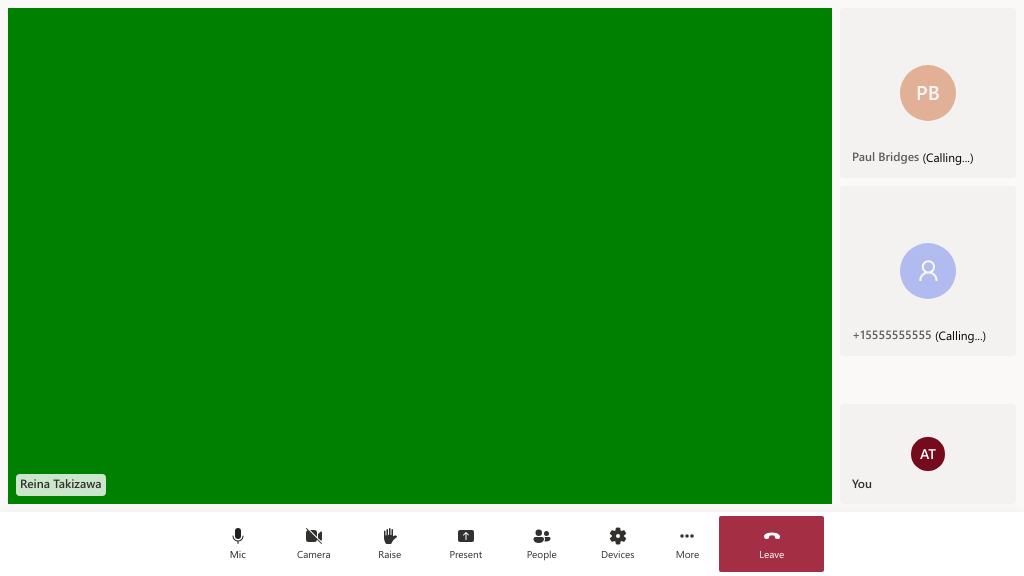 PB
Paul Bridges (Calling...)
+15555555555 (Calling...)
AT
You
Reina Takizawa
Mic
Camera
Raise
Present
People
Devices
More
Leave